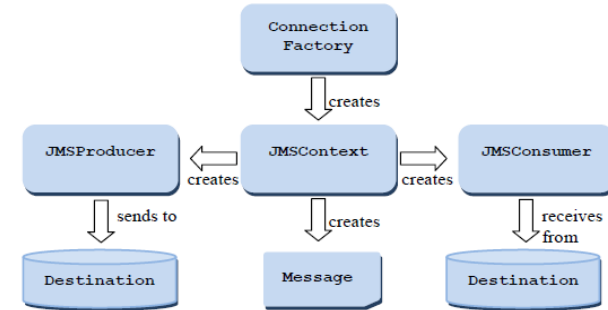 Connection
Factory
creates
JMSProducer
JMSContext
JMSConsumer
creates
creates
sends to
creates
receives
from
Destination
Message
Destination